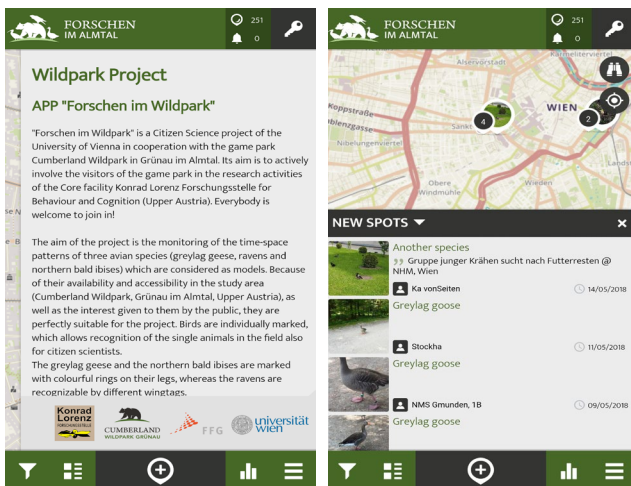 FORSCHEN
IM ALMTAL
251
0
Wildpark Project
APP "Forschen im Wildpark"
"Forschen im Wildpark" is a Citizen Science project of the
University of Vienna in cooperation with the game park
Cumberland Wildpark in Grünau im Almtal. Its aim is to actively
involve the visitors of the game park in the research activities
of the Core facility Konrad Lorenz Forschungsstelle for
Behaviour and Cognition (Upper Austria). Everybody is
welcome to join in!
The aim of the project is the monitoring of the time-space
patterns of three avian species (greylag geese, ravens and
northern bald ibises) which are considered as models. Because
of their availability and accessibility in the study area
(Cumberland Wildpark, Grünau im Almtal, Upper Austria), as
well as the interest given to them by the public, they are
perfectly suitable for the project. Birds are individually marked,
which allows recognition of the single animals in the field also
for citizen scientists.
The greylag geese and the northern bald ibises are marked
with colourful rings on their legs, whereas the ravens are
recognizable by different wingtags.
Konrad
Lorenz
FORSCHUNGSSTELLE
CUMBERLAND
WILDPARK GRÜNAU
FFG
universität
wien
FORSCHEN
IM ALMTAL
251
0
Karmeliterviertel
Alservorstadt
Koppstraße
WIEN
4
2
Sankt
Nibelungenviertel
Lands
Obere
Windmühle
Wieden
NEW SPOTS
Another species
Gruppe junger Krähen sucht nach Futterresten @
NHM, Wien
Ka vonSeiten
14/05/2018
Greylag goose
Stockha
11/05/2018
Greylag goose
NMS Gmunden, 1B
09/05/2018
Greylag goose